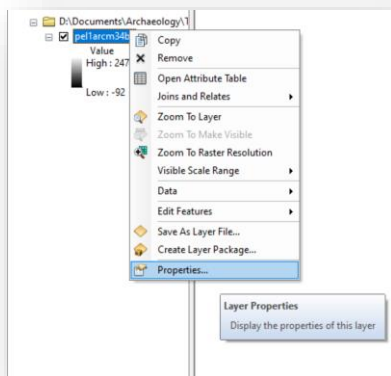 D:\Documents\Archaeology\
pel1arcm34b
Value
High : 247
Low : -92
Copy
Remove
Open Attribute Table
Joins and Relates
Zoom To Layer
Zoom To Make Visible
Zoom To Raster Resolution
Visible Scale Range
Data
Edit Features
Save As Layer File...
Create Layer Package...
Properties...
Layer Properties
Display the properties of this layer